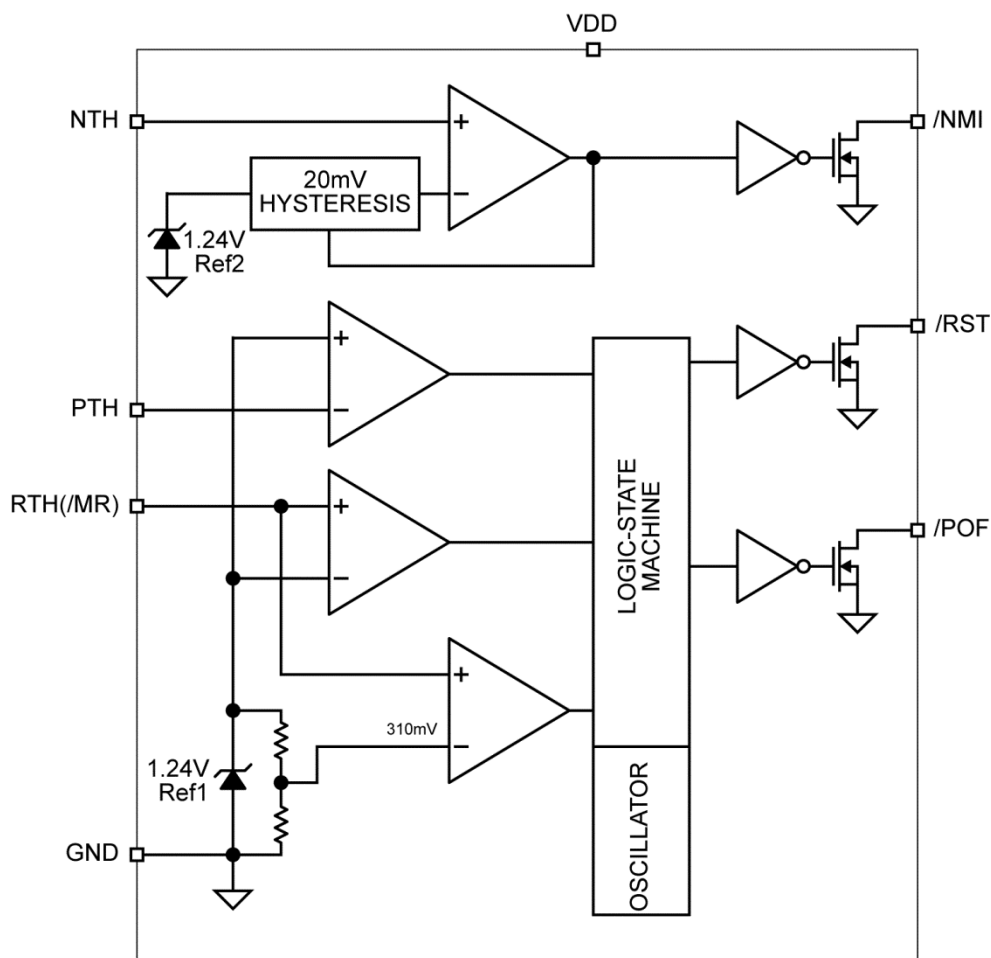 VDD
NTH
+
20mV
HYSTERESIS
−
1.24V
Ref2
/NMI
+
−
PTH
/RST
RTH(/MR)
+
−
LOGIC-STATE
MACHINE
/POF
+
310mV
−
1.24V
Ref1
OSCILLATOR
GND